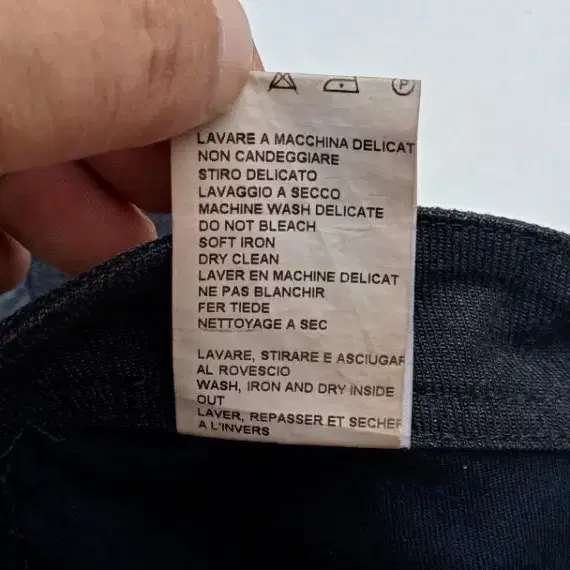 P
LAVARE A MACCHINA DELICAT
NON CANDEGGIARE
STIRO DELICATO
LAVAGGIO A SECCO
MACHINE WASH DELICATE
DO NOT BLEACH
SOFT IRON
DRY CLEAN
LAVER EN MACHINE DELICAT
NE PAS BLANCHIR
FER TIEDE
NETTOYAGE A SEC
LAVARE, STIRARE E ASCIUGAR
AL ROVESCIO
WASH, IRON AND DRY INSIDE
OUT
LAVER, REPASSER ET SECHER
A L'INVERS